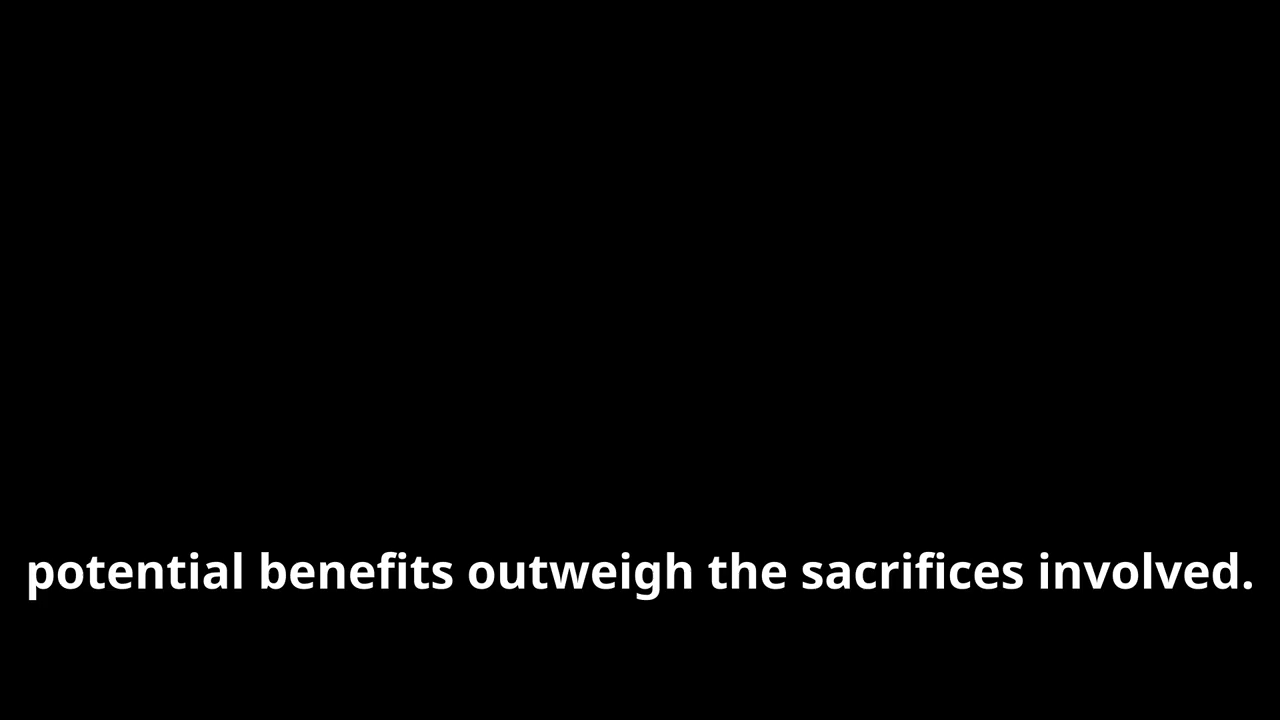 potential benefits outweigh the sacrifices involved.